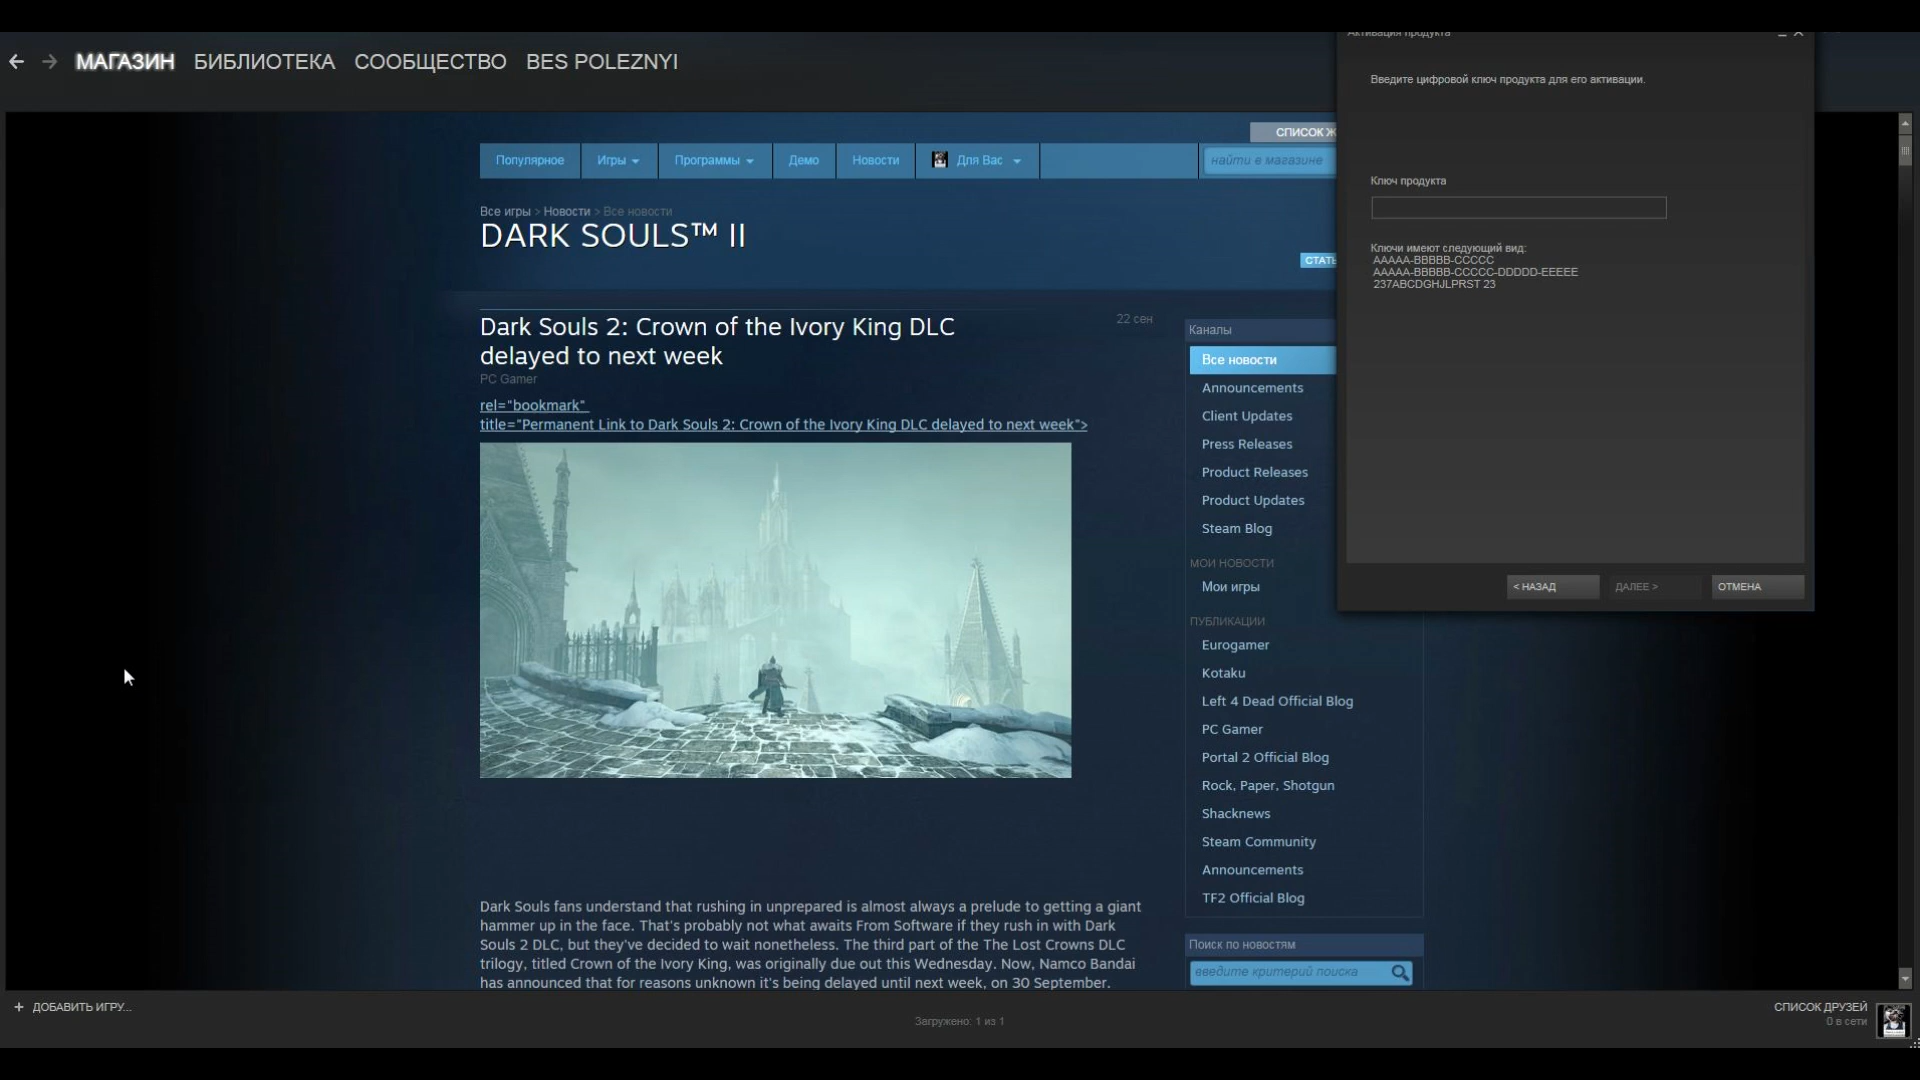 МАГАЗИН БИБЛИОТЕКА СООБЩЕСТВО BES POLEZNYI
Активация продукта
Введите цифровой ключ продукта для его активации.
Ключ продукта
Ключи имеют следующий вид:
AAAAA-BBBBB-CCCCC
AAAAA-BBBBB-CCCCC-DDDDD-EEEEE
237ABCDGHJLPRST 23
< НАЗАД ДАЛЕЕ > ОТМЕНА
СПИСОК Ж
Популярное Игры Программы Демо Новости Для Вас найти в магазине
Все игры > Новости > Все новости
DARK SOULS™ II
СТАТЬ
Dark Souls 2: Crown of the Ivory King DLC
delayed to next week
22 сен
PC Gamer
rel="bookmark"
title="Permanent Link to Dark Souls 2: Crown of the Ivory King DLC delayed to next week">
Dark Souls fans understand that rushing in unprepared is almost always a prelude to getting a giant
hammer up in the face. That's probably not what awaits From Software if they rush in with Dark
Souls 2 DLC, but they've decided to wait nonetheless. The third part of the The Lost Crowns DLC
trilogy, titled Crown of the Ivory King, was originally due out this Wednesday. Now, Namco Bandai
has announced that for reasons unknown it's being delayed until next week, on 30 September.
Каналы
Все новости
Announcements
Client Updates
Press Releases
Product Releases
Product Updates
Steam Blog
МОИ НОВОСТИ
Мои игры
ПУБЛИКАЦИИ
Eurogamer
Kotaku
Left 4 Dead Official Blog
PC Gamer
Portal 2 Official Blog
Rock, Paper, Shotgun
Shacknews
Steam Community
Announcements
TF2 Official Blog
Поиск по новостям
введите критерий поиска
+ ДОБАВИТЬ ИГРУ...
Загружено: 1 из 1
СПИСОК ДРУЗЕЙ
0 в сети